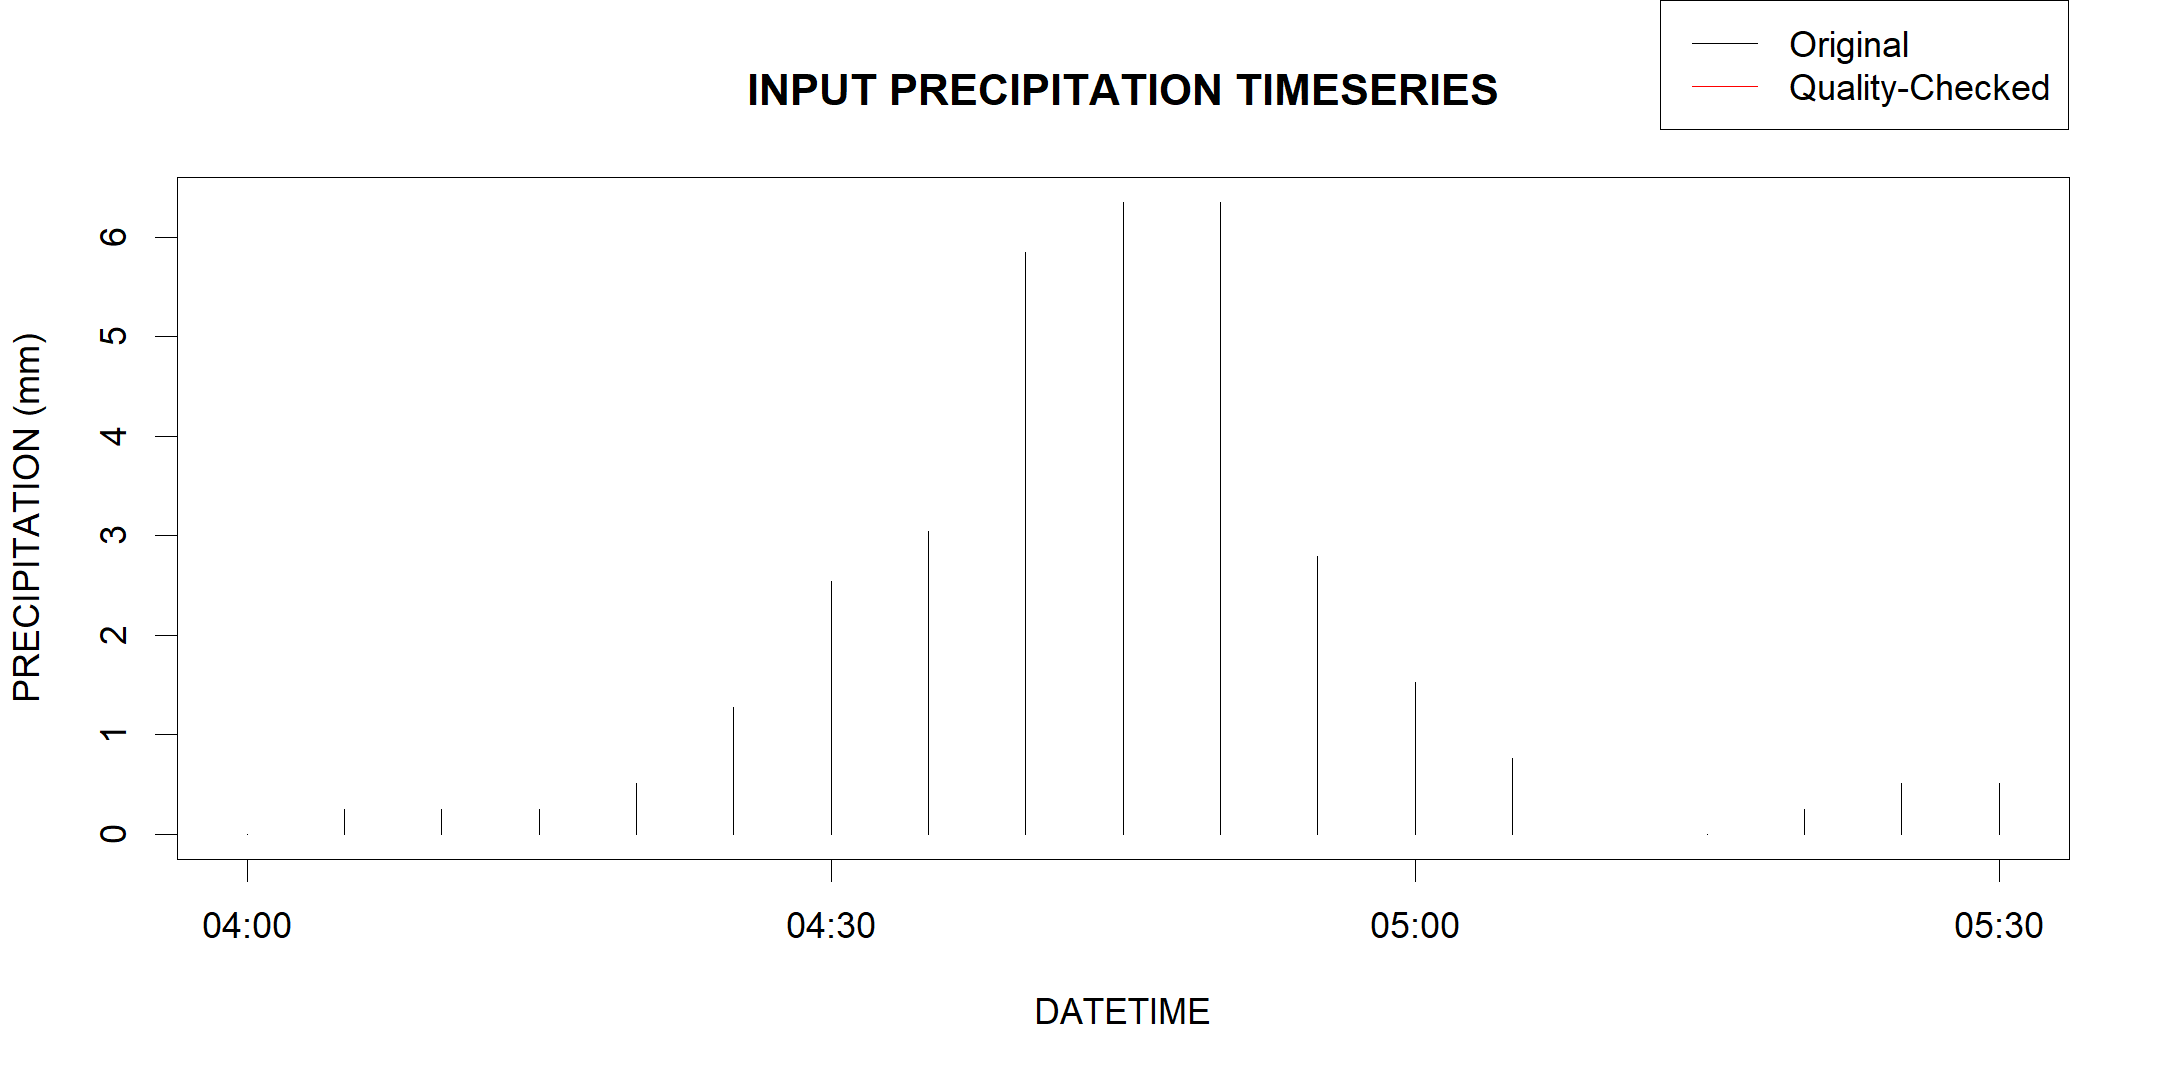 Original
Quality-Checked
INPUT PRECIPITATION TIMESERIES
PRECIPITATION (mm)
6
5
4
3
2
1
0
04:00
04:30
05:00
05:30
DATETIME